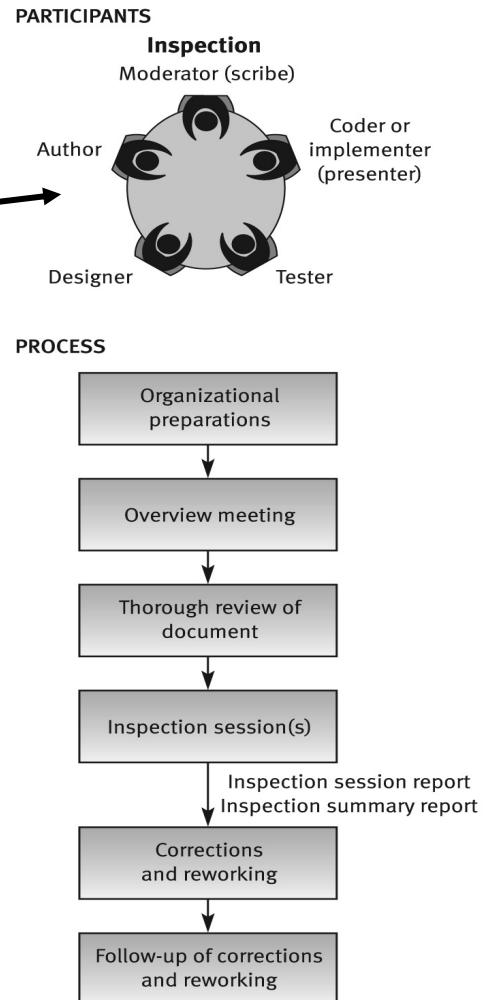 PARTICIPANTS
Inspection
Moderator (scribe)
Author
Coder or
implementer
(presenter)
Designer
Tester
PROCESS
Organizational
preparations
Overview meeting
Thorough review of
document
Inspection session(s)
Inspection session report
Inspection summary report
Corrections
and reworking
Follow-up of corrections
and reworking